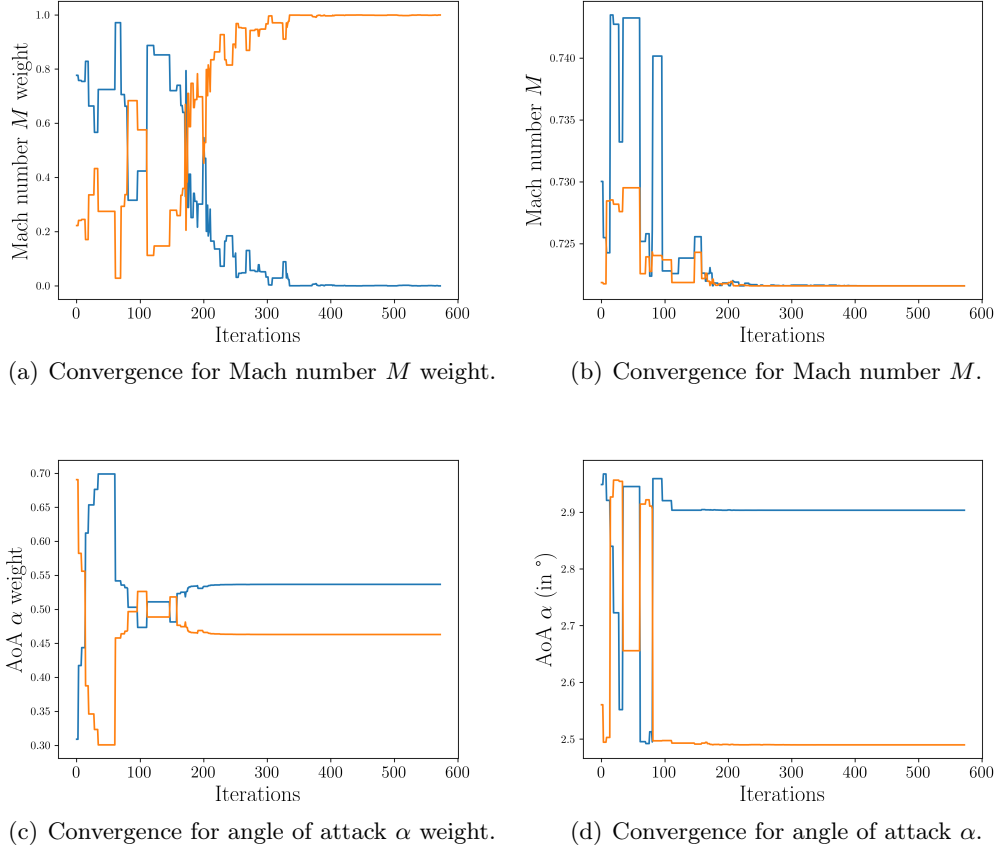 Mach number M weight
1.0
0.8
0.6
0.4
0.2
0.0
0 100 200 300 400 500 600
Iterations
(a) Convergence for Mach number M weight.
Mach number M
0.740
0.735
0.730
0.725
0 100 200 300 400 500 600
Iterations
(b) Convergence for Mach number M.
AoA α weight
0.70
0.65
0.60
0.55
0.50
0.45
0.40
0.35
0.30
0 100 200 300 400 500 600
Iterations
(c) Convergence for angle of attack α weight.
AoA α (in °)
2.9
2.8
2.7
2.6
2.5
0 100 200 300 400 500 600
Iterations
(d) Convergence for angle of attack α.